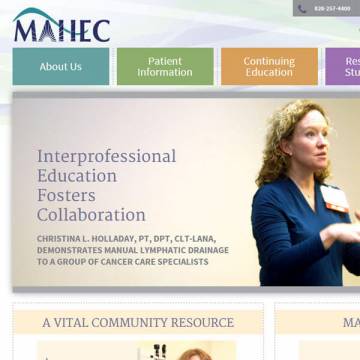 828-257-4400
MAHEC
About Us
Patient
Information
Continuing
Education
Res
Stu
Interprofessional
Education
Fosters
Collaboration
CHRISTINA L. HOLLADAY, PT, DPT, CLT-LANA,
DEMONSTRATES MANUAL LYMPHATIC DRAINAGE
TO A GROUP OF CANCER CARE SPECIALISTS
A VITAL COMMUNITY RESOURCE
MA